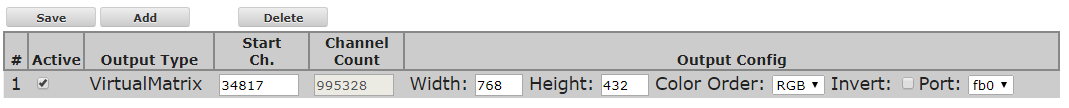 Save Add Delete
# Active Output Type Start Ch. Channel Count Output Config
1 VirtualMatrix 34817 995328 Width: 768 Height: 432 Color Order: RGB Invert: Port: fb0